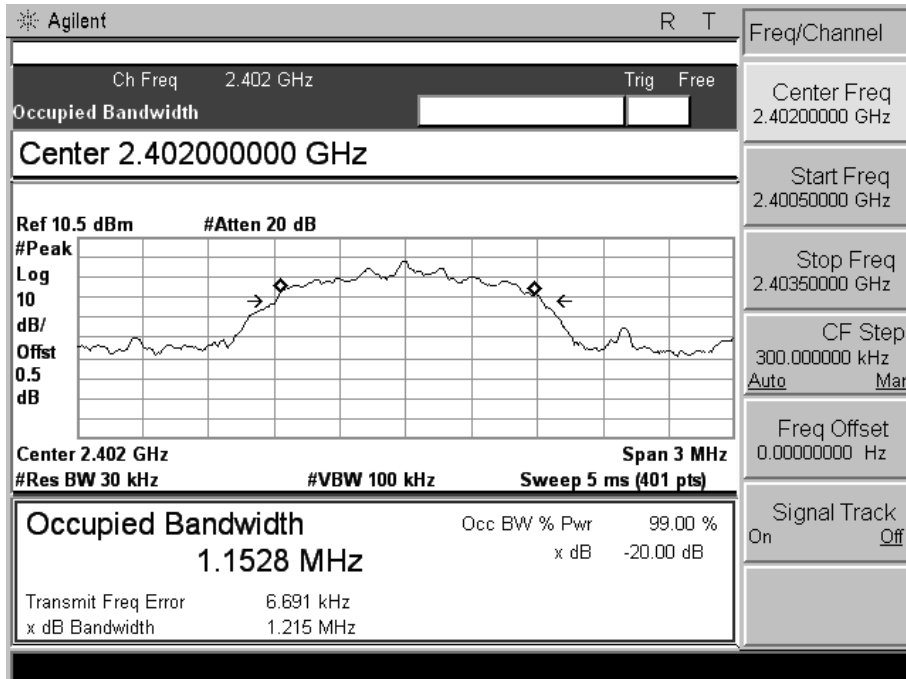 Agilent R T
Freq/Channel
Ch Freq 2.402 GHz Trig Free
Occupied Bandwidth
Center 2.402000000 GHz
Ref 10.5 dBm #Atten 20 dB
#Peak
Log
10
dB/
Offst
0.5
dB
Center 2.402 GHz Span 3 MHz
#Res BW 30 kHz #VBW 100 kHz Sweep 5 ms (401 pts)
Occupied Bandwidth Occ BW % Pwr 99.00 %
1.1528 MHz x dB -20.00 dB
Transmit Freq Error 6.691 kHz
x dB Bandwidth 1.215 MHz
Center Freq
2.40200000 GHz
Start Freq
2.40050000 GHz
Stop Freq
2.40350000 GHz
CF Step
300.000000 kHz
Auto Man
Freq Offset
0.00000000 Hz
Signal Track
On Off